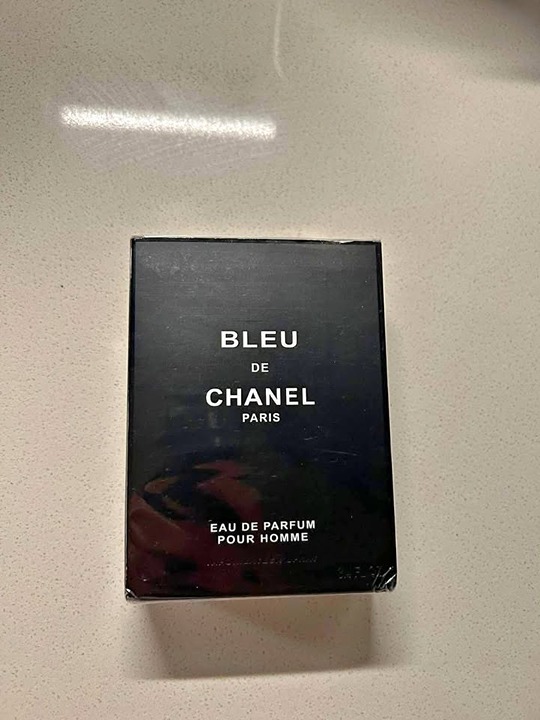 BLEU
DE
CHANEL
PARIS
EAU DE PARFUM
POUR HOMME